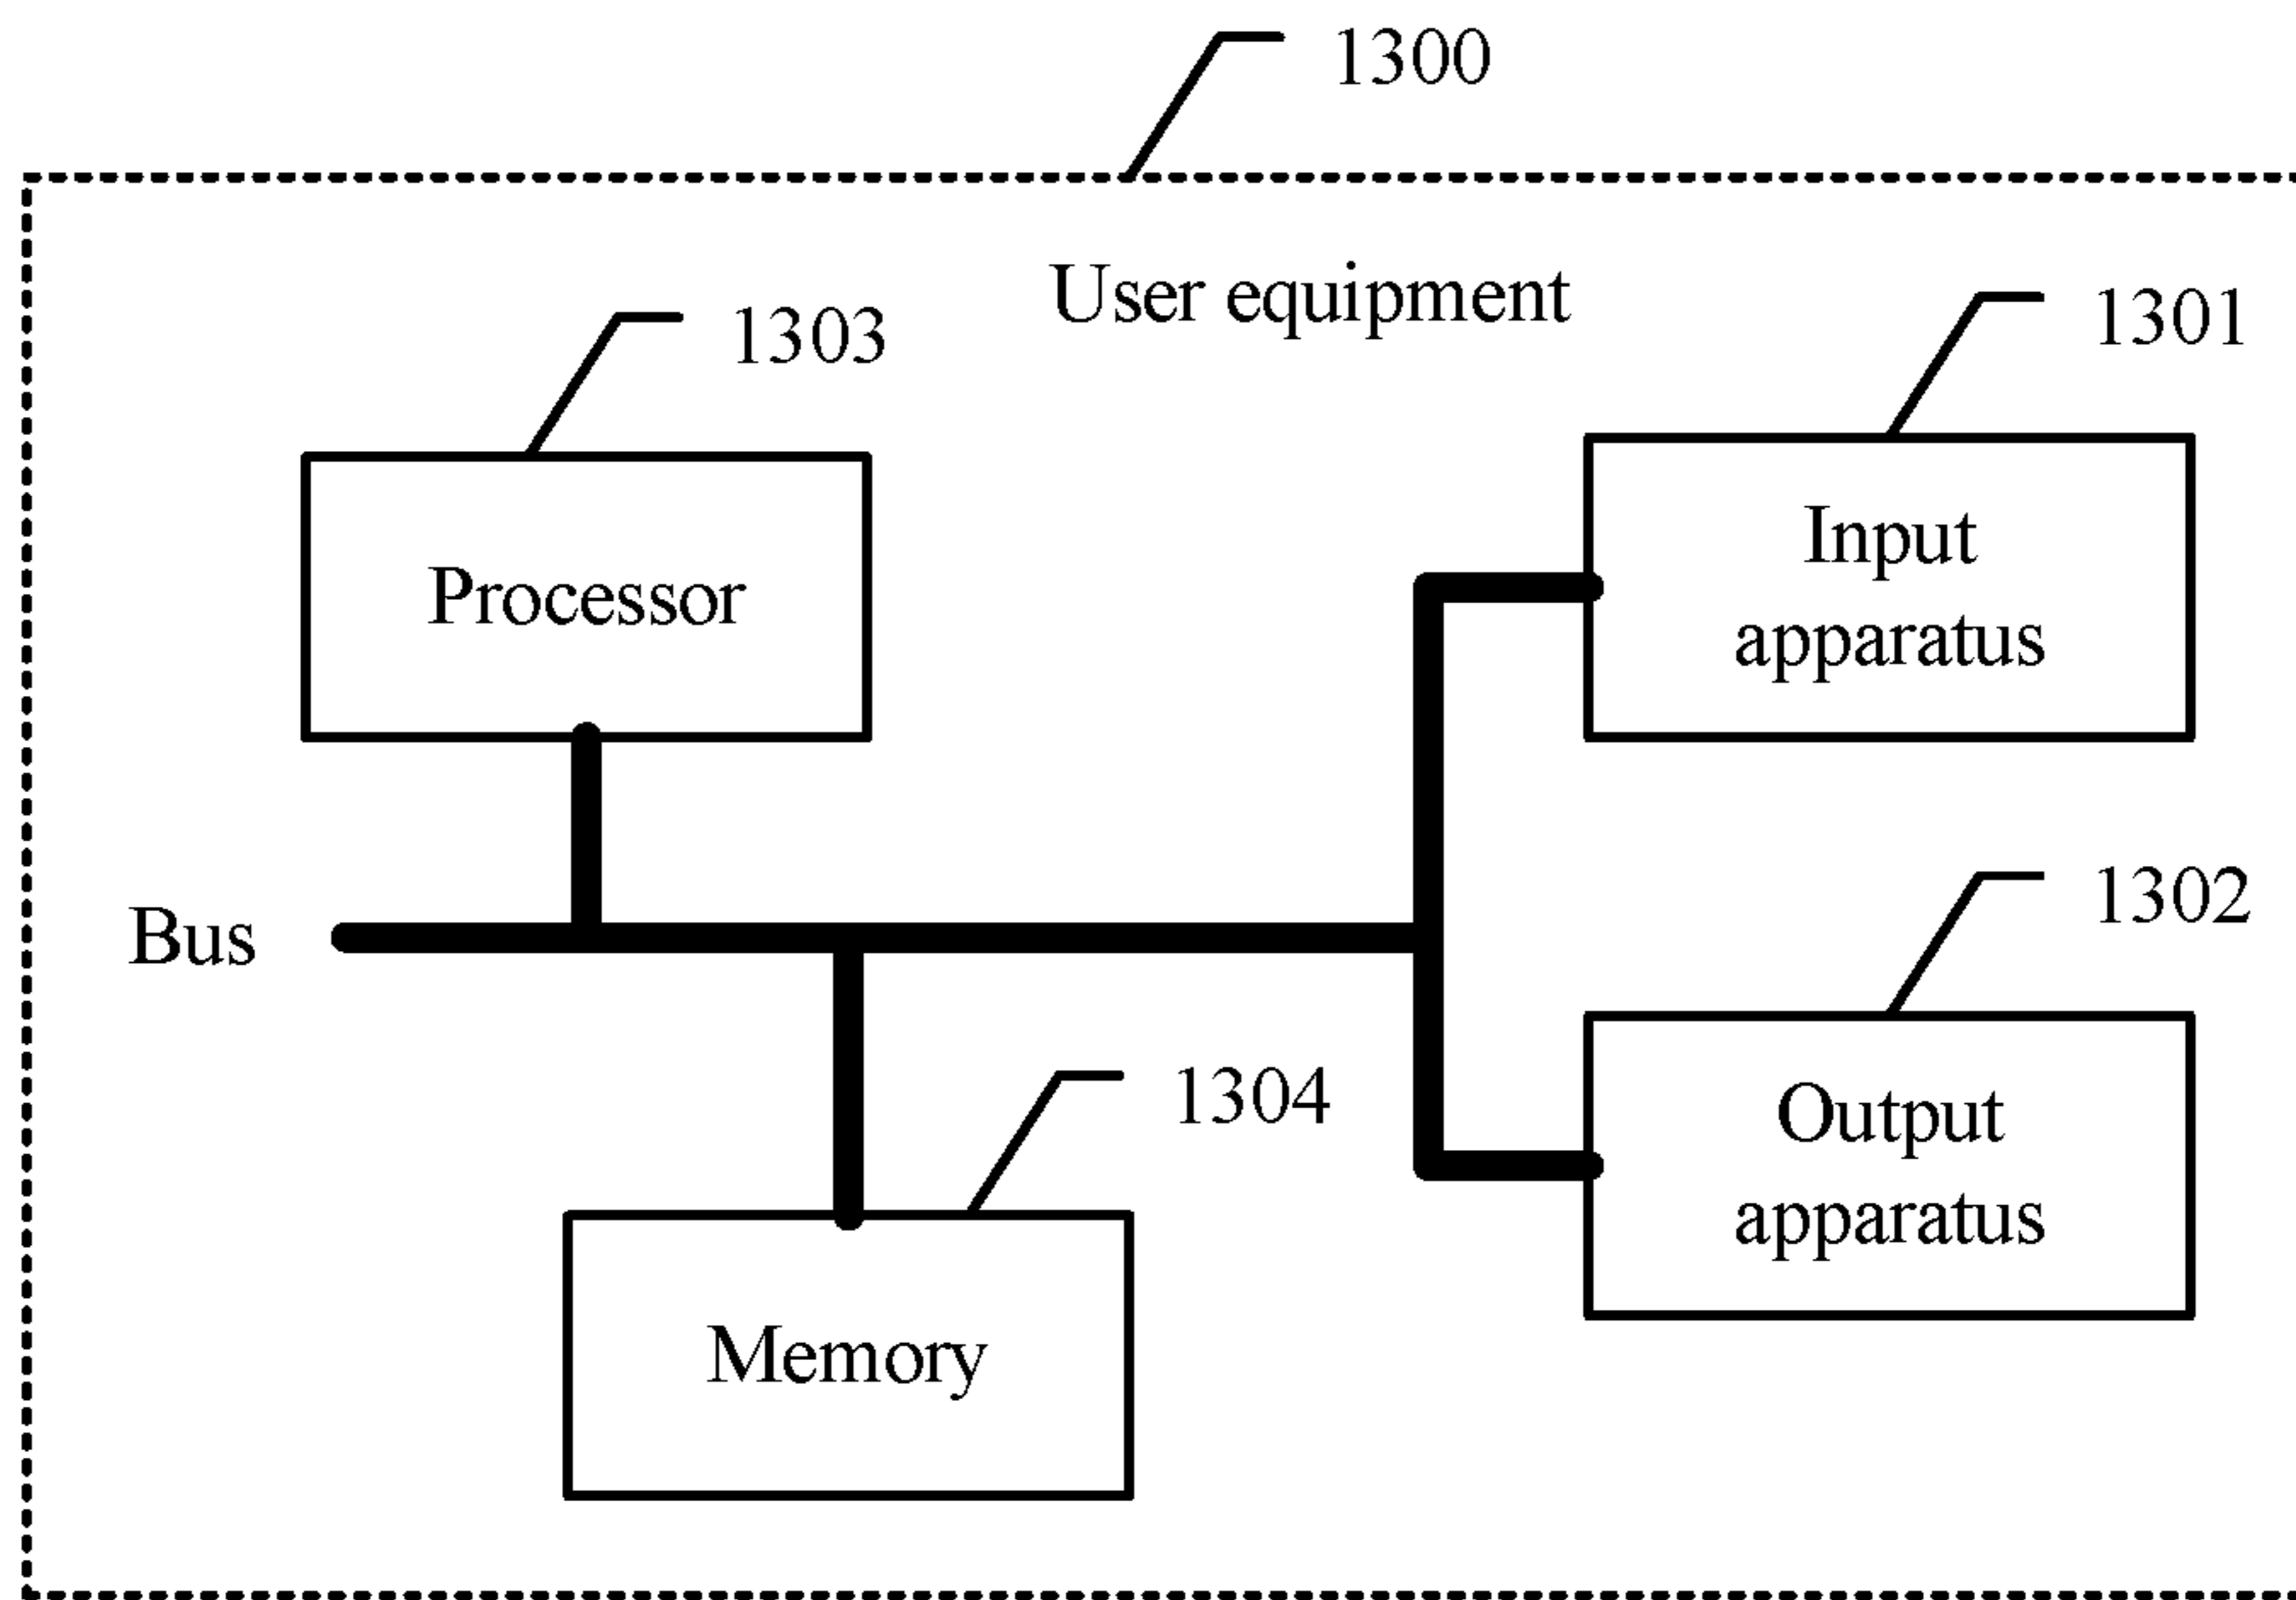 1300
User equipment
1303
1301
Processor
Input
apparatus
Bus
1302
1304
Output
apparatus
Memory